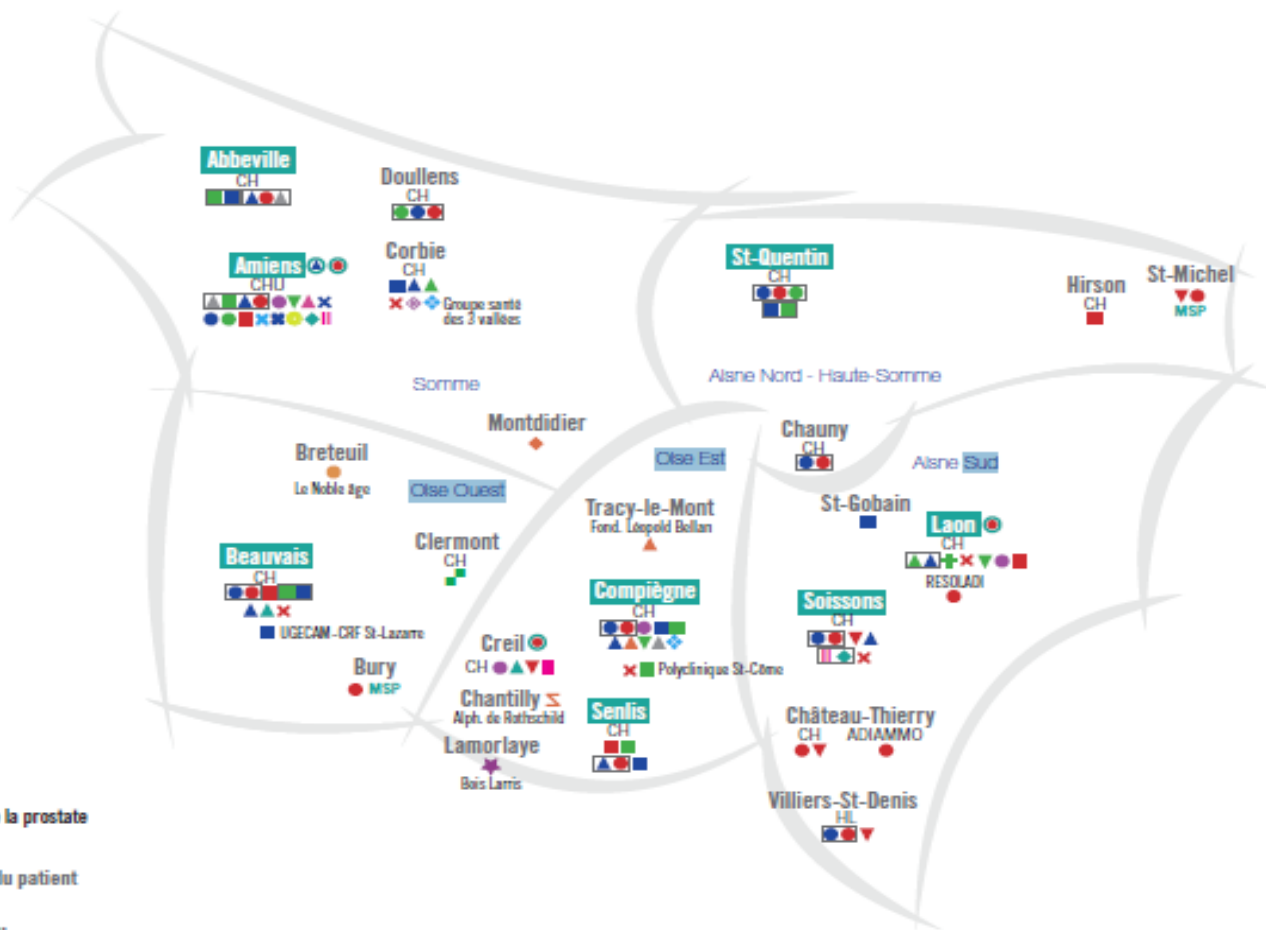 Abbeville
CH
Doullens
CH
Amiens
CHU
Corbie
CH
Groupe santé
des 3 vallées
St-Quentin
CH
Hirson
CH
St-Michel
MSP
Somme
Aisne Nord - Haute-Somme
Montdidier
Breteuil
Le Noble âge
Oise Ouest
Oise Est
Chauny
CH
Aisne Sud
St-Gobain
Tracy-le-Mont
Fond. Léopold Bellan
Laon
CH
RESOLADI
Clermont
CH
Beauvais
CH
UGECAM-CRF St-Lazarre
Compiègne
CH
Polyclinique St-Côme
Soissons
CH
Creil
CH
Bury
MSP
Chantilly
Alph. de Rothschild
Senlis
CH
Lamorlaye
Bois Larris
Château-Thierry
CH ADIAMMO
Villiers-St-Denis
HL
la prostate
du patient